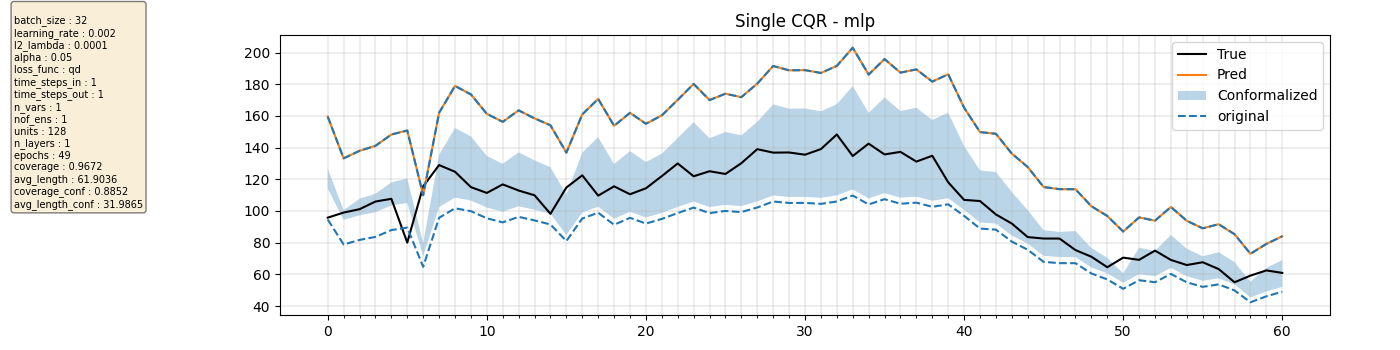 batch_size : 32
learning_rate : 0.002
l2_lambda : 0.0001
alpha : 0.05
loss_func : qd
time_steps_in : 1
time_steps_out : 1
n_vars : 1
nof_ens : 1
units : 128
n_layers : 1
epochs : 49
coverage : 0.9672
avg_length : 61.9036
coverage_conf : 0.8852
avg_length_conf : 31.9865
Single CQR - mlp
200
180
160
140
120
100
80
60
40
True
Pred
Conformalized
original
0 10 20 30 40 50 60